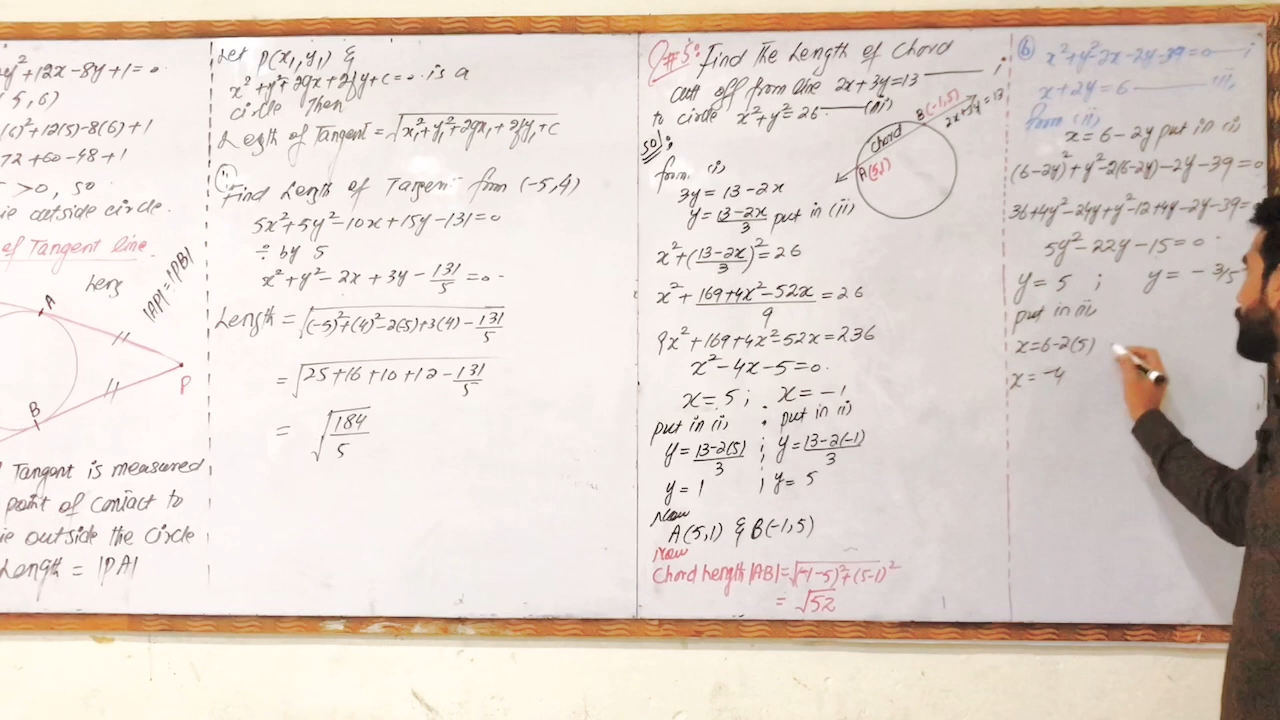 y²+12x-8y+1=0
(5,6)
(6)²+12(5)-8(6)+1
72+60-48+1
>0, so
ie outside circle.
of Tangent line.
Leng
|AP|=|PB|
A
P
B
Tangent is measured
point of contact to
ie outside the circle
Length = |PA|
Let P(x₁,y₁) &
x²+y²+2gx+2fy+c=0 is a
circle Then
Length of Tangent = √x₁²+y₁²+2gx₁+2fy₁+c
Find Length of Tangent from (-5,4)
5x²+5y²-10x+15y-131=0
÷ by 5
x²+y²-2x+3y-131/5=0
Length = √(-5)²+(4)²-2(-5)+3(4)-131/5
= √25+16+10+12-131/5
= √184/5
Q#5: Find the Length of Chord
cutt off from line 2x+3y=13 —— i
to circle x²+y²=26 ——(ii)
Sol:
chord
A(5,1)
B(-1,5)
2x+3y=13
from (i)
3y=13-2x
y=13-2x/3 put in (ii)
x²+(13-2x/3)²=26
x²+169+4x²-52x/9=26
9x²+169+4x²-52x=236
x²-4x-5=0
x=5 ; x=-1
put in (i) ; put in (i)
y=13-2(5)/3 ; y=13-2(-1)/3
y=1 ; y=5
Now
A(5,1) & B(-1,5)
Now
Chord Length |AB|=√(-1-5)²+(5-1)²
= √52
(6) x²+y²-2x-2y-39=0 — i
x+2y=6 —— (ii)
from (ii)
x=6-2y put in (i)
(6-2y)²+y²-2(6-2y)-2y-39=0
36+4y²-24y+y²-12+4y-2y-39=0
5y²-22y-15=0
y=5 ; y=-3/5
put in ii
x=6-2(5)
x=-4